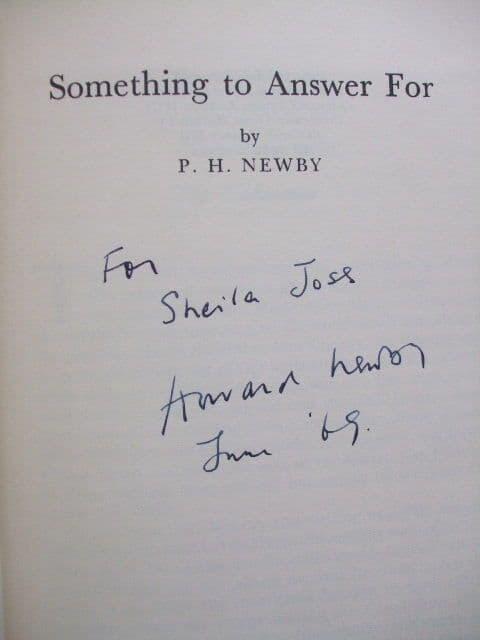 Something to Answer For
by
P. H. NEWBY
For
Sheila Joss
Howard Newby
June '69.